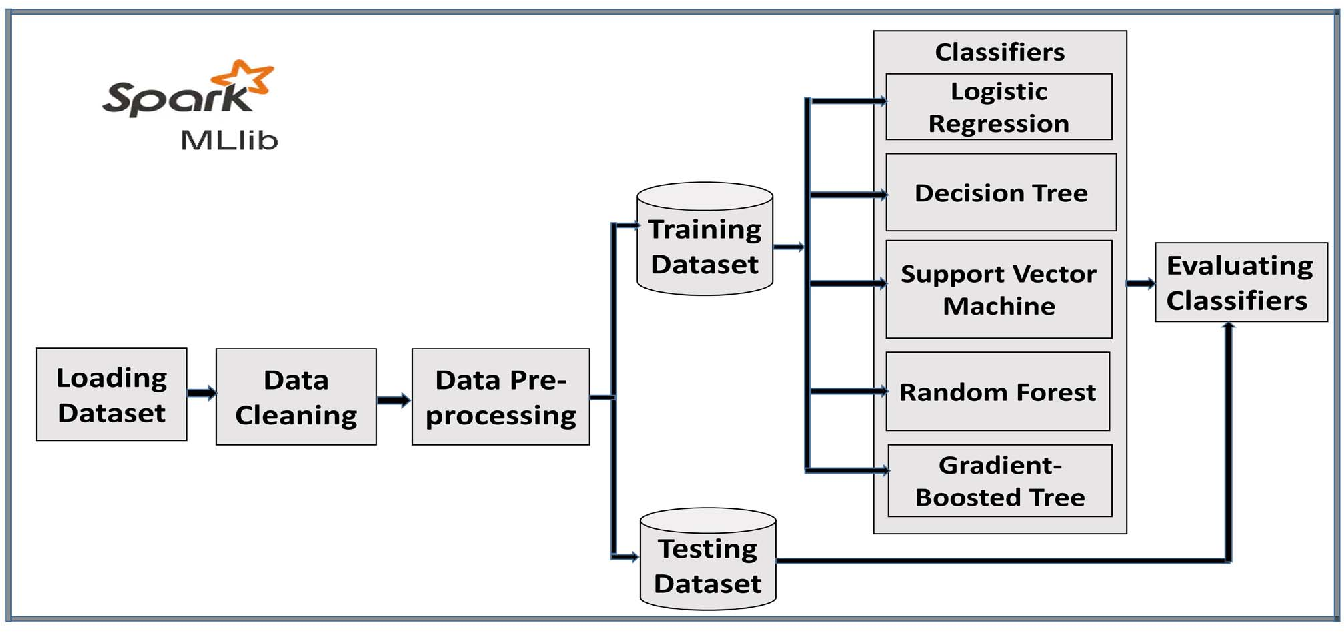 Spark
MLlib
Loading
Dataset
Data
Cleaning
Data Pre-
processing
Training
Dataset
Testing
Dataset
Classifiers
Logistic
Regression
Decision Tree
Support Vector
Machine
Random Forest
Gradient-
Boosted Tree
Evaluating
Classifiers